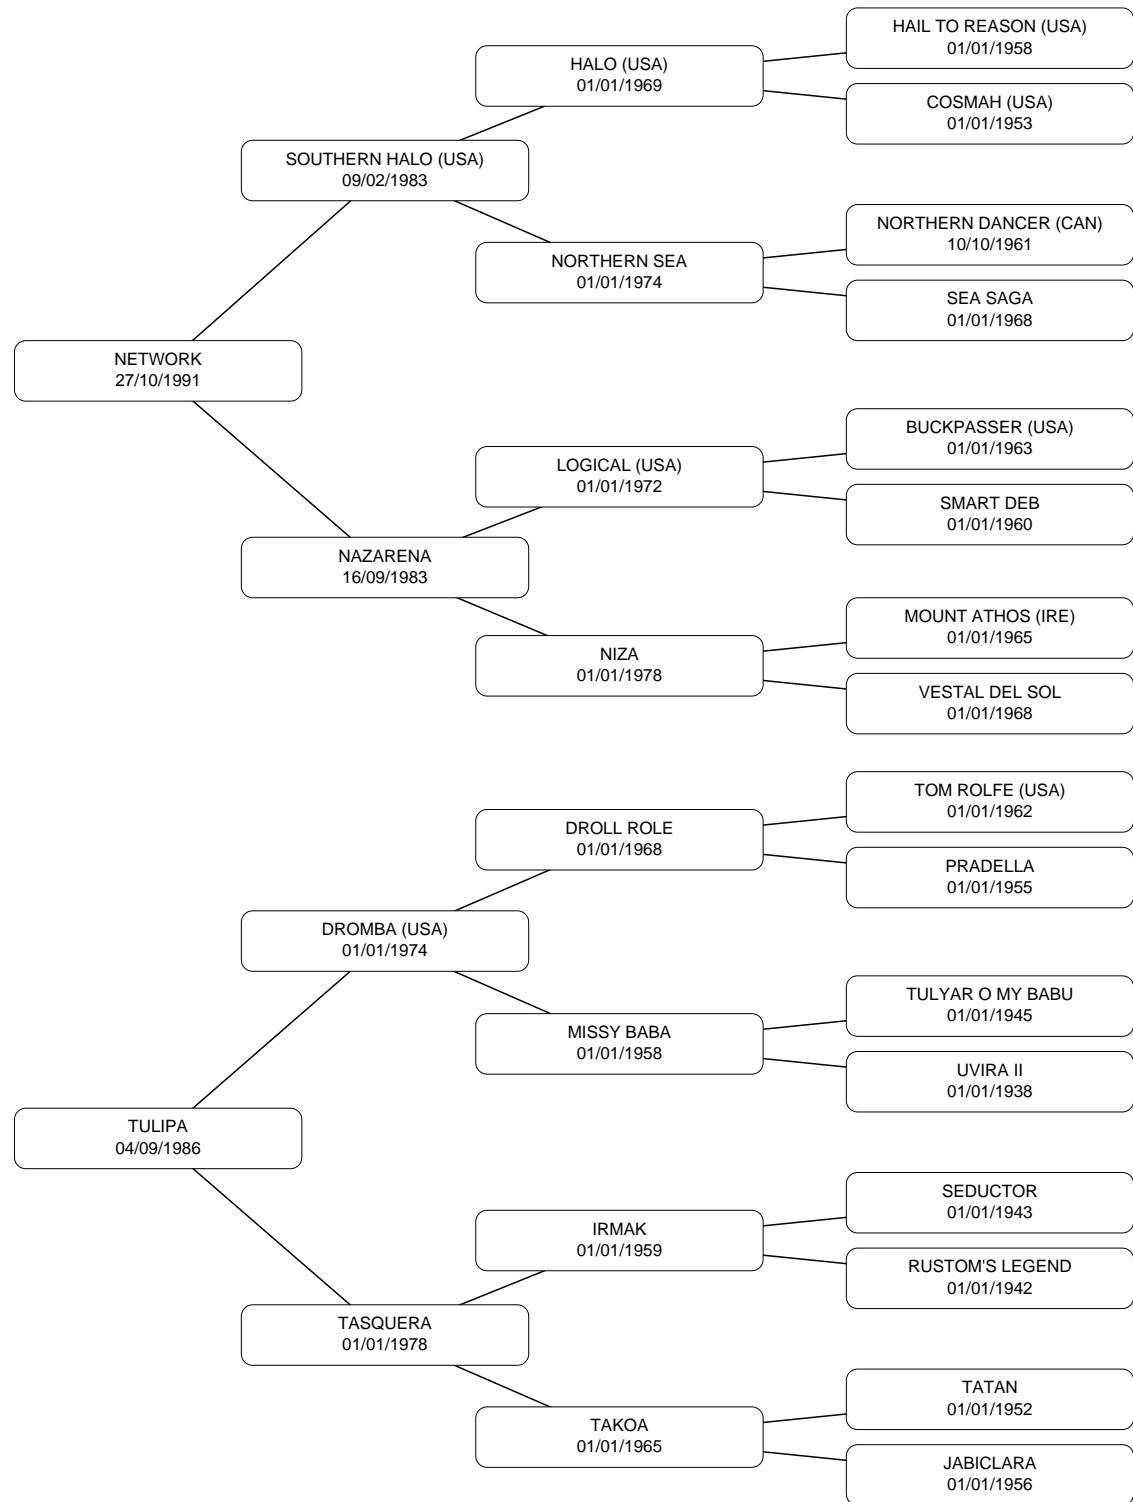 HAIL TO REASON (USA)
01/01/1958
HALO (USA)
01/01/1969
COSMAH (USA)
01/01/1953
SOUTHERN HALO (USA)
09/02/1983
NORTHERN DANCER (CAN)
10/10/1961
NORTHERN SEA
01/01/1974
SEA SAGA
01/01/1968
NETWORK
27/10/1991
BUCKPASSER (USA)
01/01/1963
LOGICAL (USA)
01/01/1972
SMART DEB
01/01/1960
NAZARENA
16/09/1983
MOUNT ATHOS (IRE)
01/01/1965
NIZA
01/01/1978
VESTAL DEL SOL
01/01/1968
TOM ROLFE (USA)
01/01/1962
DROLL ROLE
01/01/1968
PRADELLA
01/01/1955
DROMBA (USA)
01/01/1974
TULYAR O MY BABU
01/01/1945
MISSY BABA
01/01/1958
UVIRA II
01/01/1938
TULIPA
04/09/1986
SEDUCTOR
01/01/1943
IRMAK
01/01/1959
RUSTOM'S LEGEND
01/01/1942
TASQUERA
01/01/1978
TATAN
01/01/1952
TAKOA
01/01/1965
JABICLARA
01/01/1956